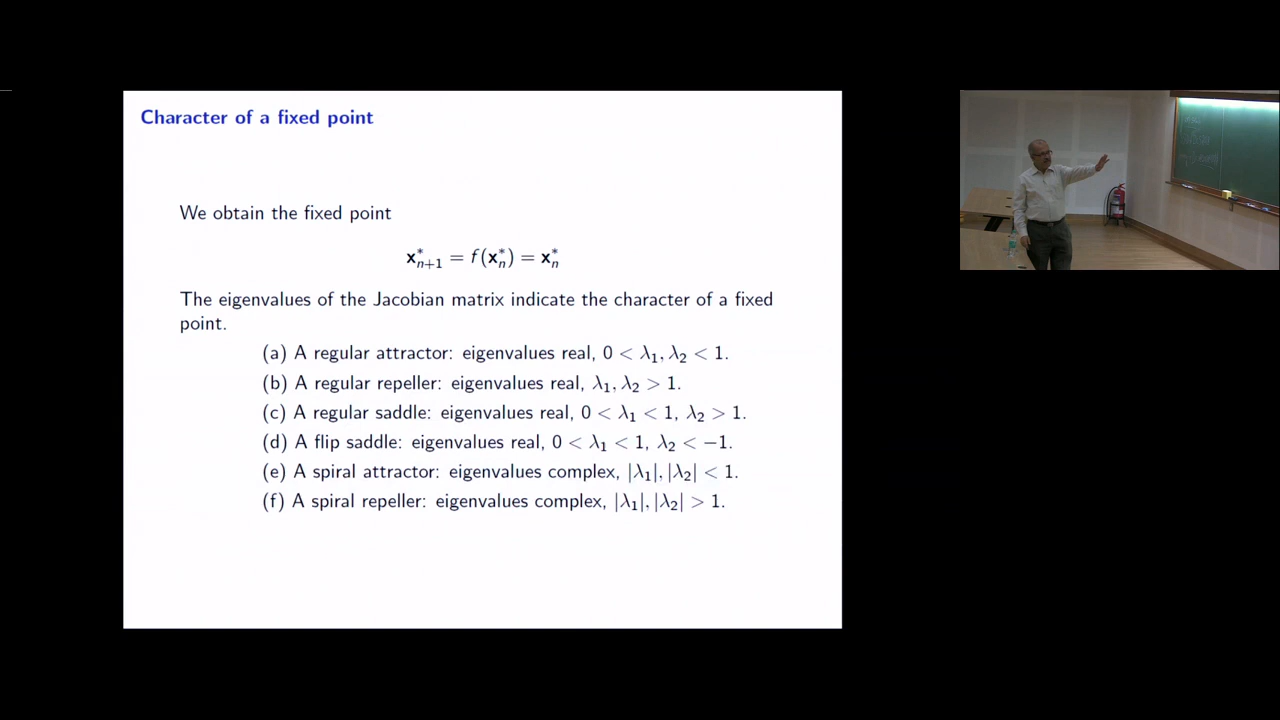 Character of a fixed point
We obtain the fixed point
x*ₙ₊₁ = f(x*ₙ) = x*ₙ
The eigenvalues of the Jacobian matrix indicate the character of a fixed
point.
(a) A regular attractor: eigenvalues real, 0 < λ₁, λ₂ < 1.
(b) A regular repeller: eigenvalues real, λ₁, λ₂ > 1.
(c) A regular saddle: eigenvalues real, 0 < λ₁ < 1, λ₂ > 1.
(d) A flip saddle: eigenvalues real, 0 < λ₁ < 1, λ₂ < −1.
(e) A spiral attractor: eigenvalues complex, |λ₁|, |λ₂| < 1.
(f) A spiral repeller: eigenvalues complex, |λ₁|, |λ₂| > 1.